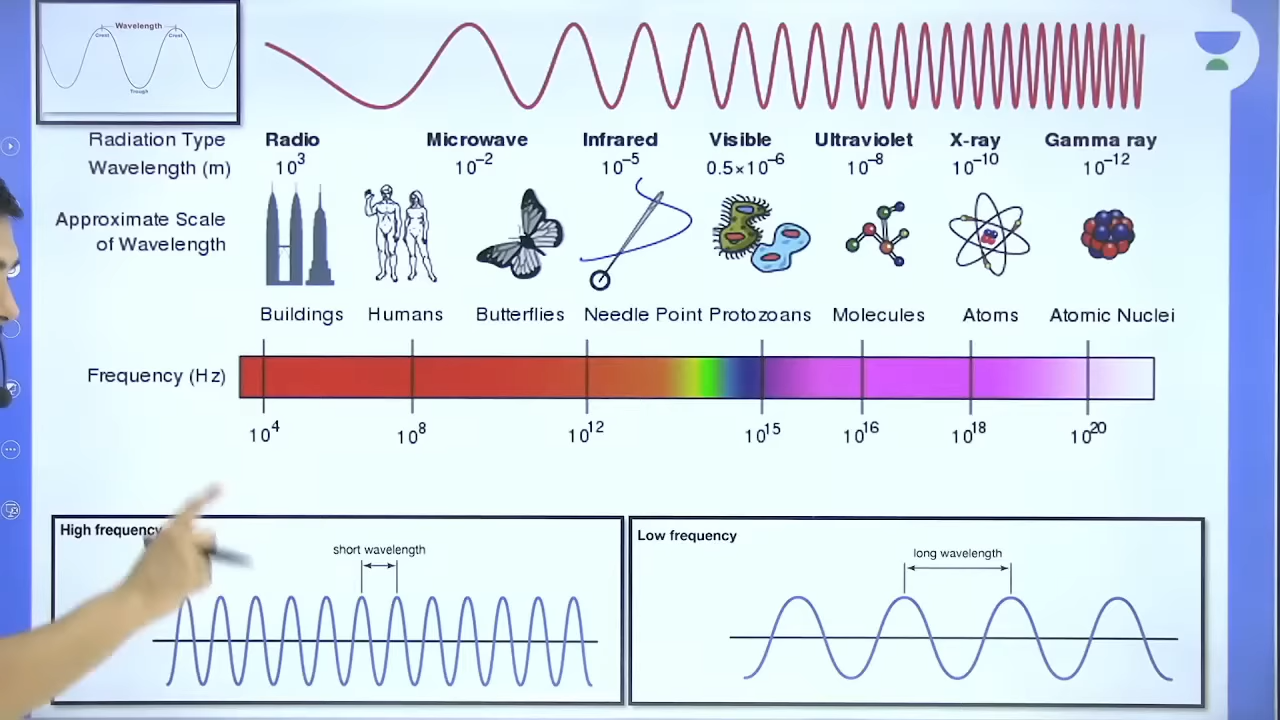 Wavelength
Crest Crest
Trough
Radiation Type Radio Microwave Infrared Visible Ultraviolet X-ray Gamma ray
Wavelength (m) 10³ 10⁻² 10⁻⁵ 0.5×10⁻⁶ 10⁻⁸ 10⁻¹⁰ 10⁻¹²
Approximate Scale
of Wavelength
Buildings Humans Butterflies Needle Point Protozoans Molecules Atoms Atomic Nuclei
Frequency (Hz)
10⁴ 10⁸ 10¹² 10¹⁵ 10¹⁶ 10¹⁸ 10²⁰
High frequency
short wavelength
Low frequency
long wavelength